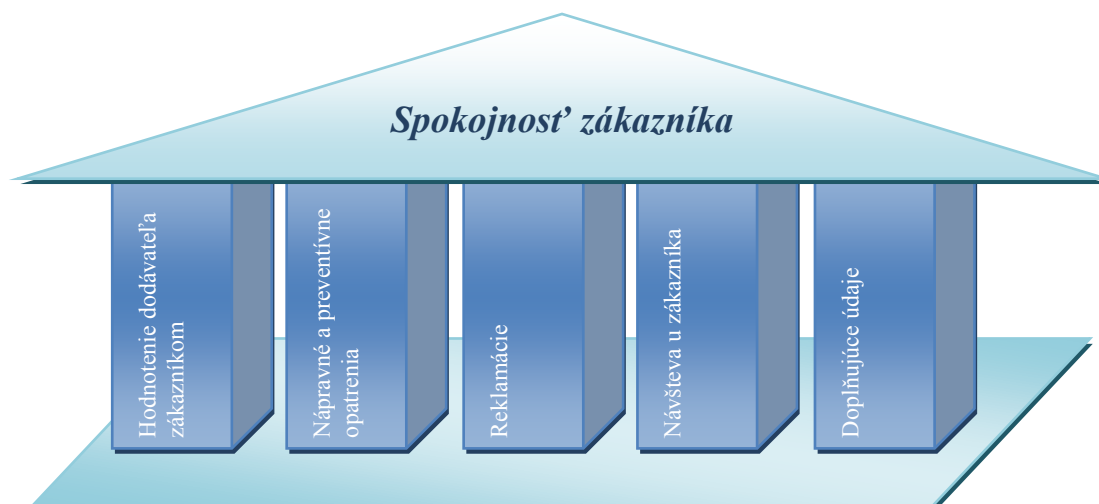 Spokojnosť zákazníka
Hodnotenie dodávateľa
zákazníkom
Nápravné a preventívne
opatrenia
Reklamácie
Návšteva u zákazníka
Doplňujúce údaje